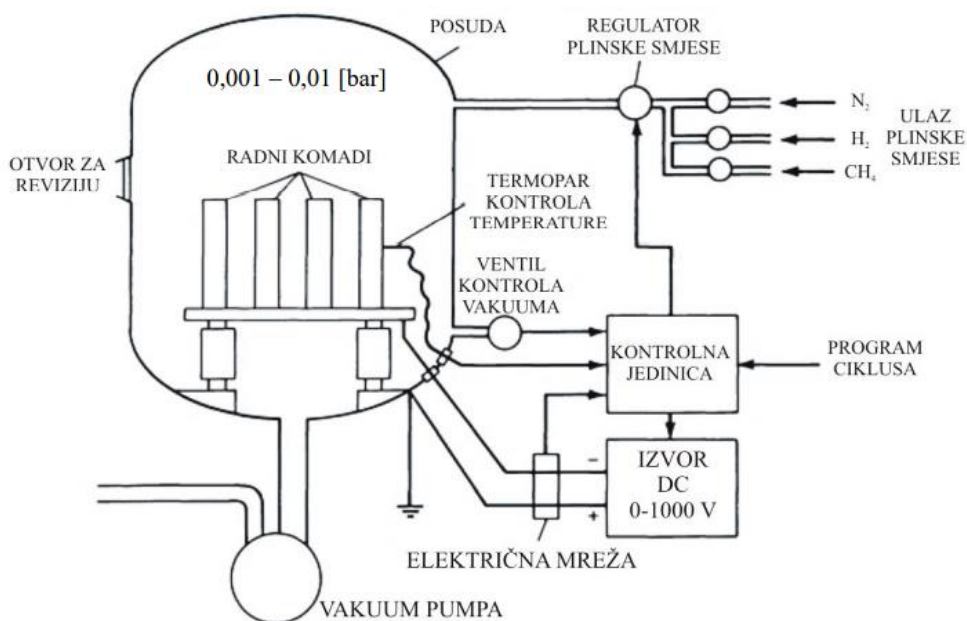 POSUDA
REGULATOR
PLINSKE SMJESE
0,001 – 0,01 [bar]
N₂
H₂
CH₄
ULAZ
PLINSKE
SMJESE
OTVOR ZA
REVIZIJU
RADNI KOMADI
TERMOPAR
KONTROLA
TEMPERATURE
VENTIL
KONTROLA
VAKUUMA
KONTROLNA
JEDINICA
PROGRAM
CIKLUSA
IZVOR
DC
0-1000 V
–
+
ELEKTRIČNA MREŽA
VAKUUM PUMPA